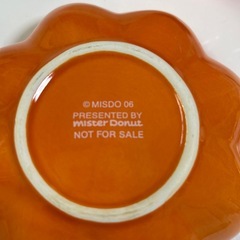 © MISDO 06
PRESENTED BY
mister Donut
NOT FOR SALE